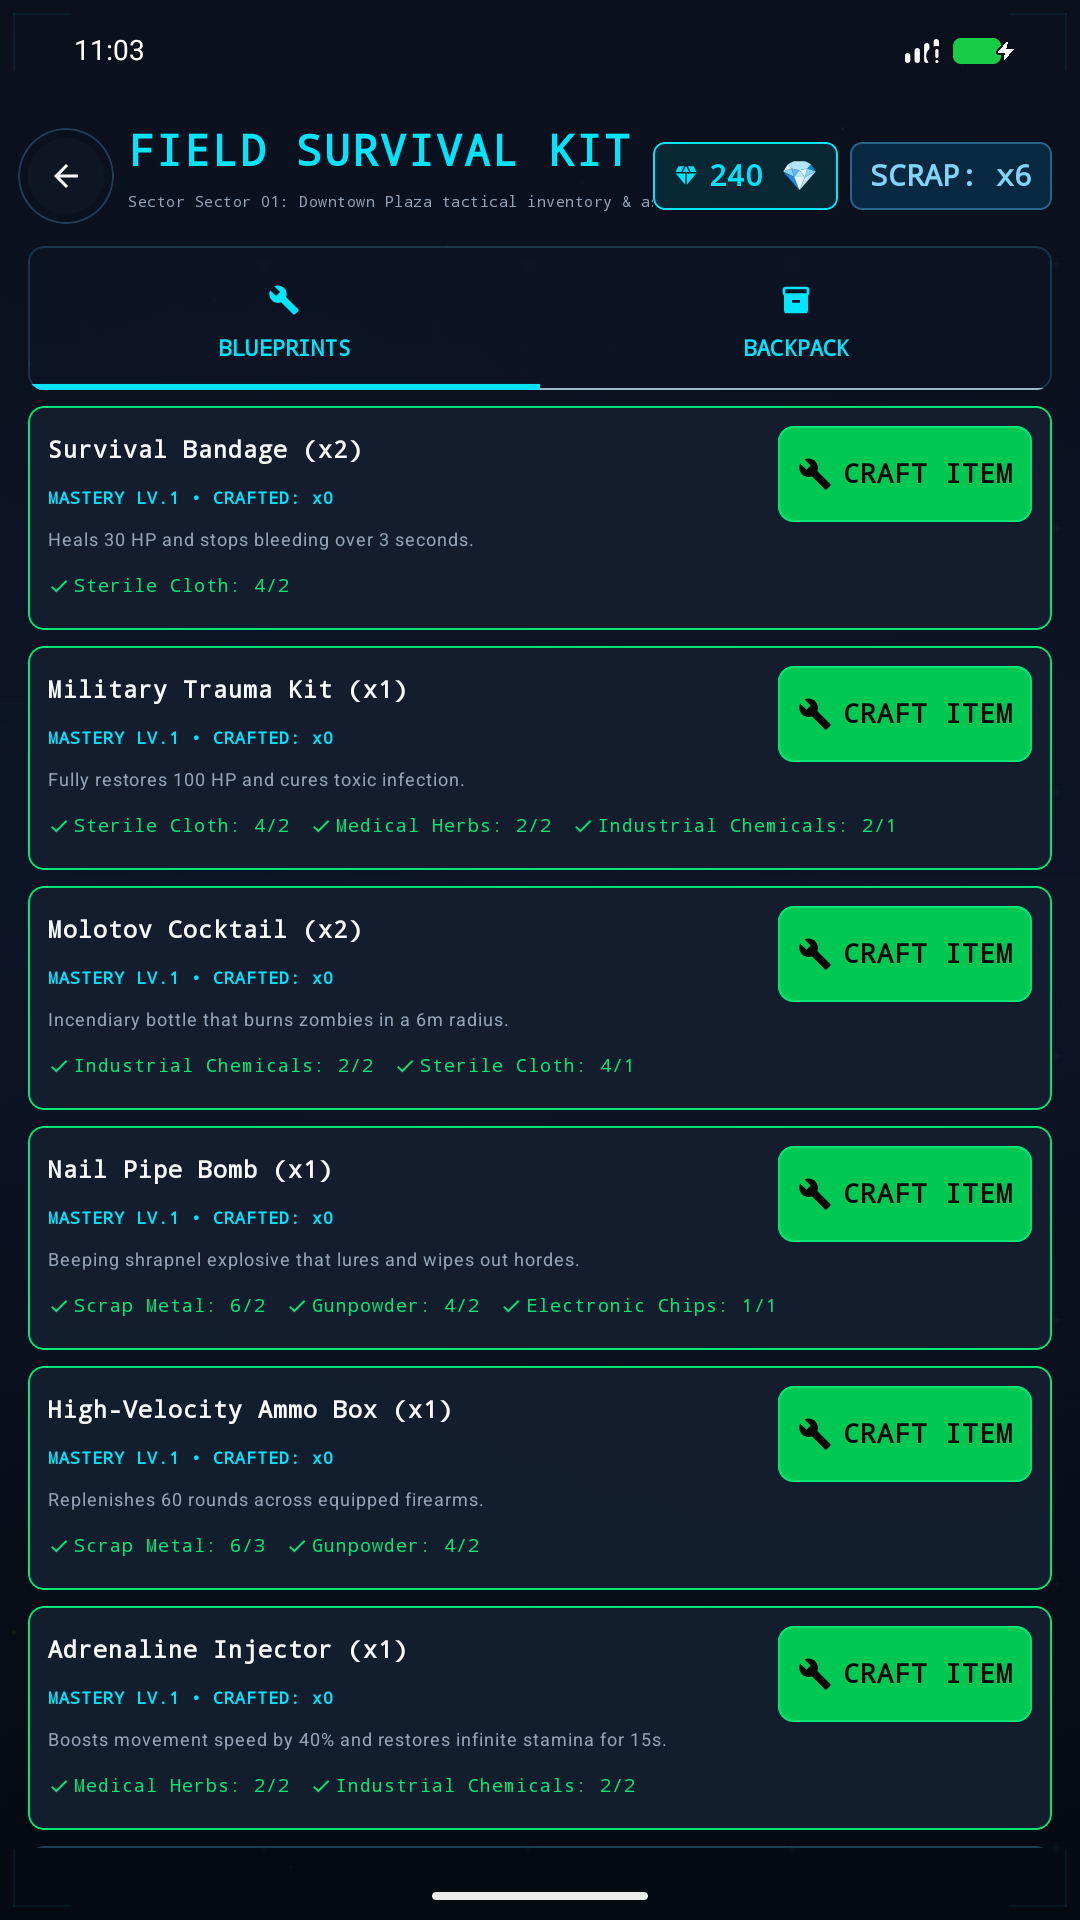 11:03
FIELD SURVIVAL KIT
Sector Sector 01: Downtown Plaza tactical inventory &
240
SCRAP: x6
BLUEPRINTS
BACKPACK
Survival Bandage (x2)
CRAFT ITEM
MASTERY LV.1 • CRAFTED: x0
Heals 30 HP and stops bleeding over 3 seconds.
Sterile Cloth: 4/2
Military Trauma Kit (x1)
CRAFT ITEM
MASTERY LV.1 • CRAFTED: x0
Fully restores 100 HP and cures toxic infection.
Sterile Cloth: 4/2 Medical Herbs: 2/2 Industrial Chemicals: 2/1
Molotov Cocktail (x2)
CRAFT ITEM
MASTERY LV.1 • CRAFTED: x0
Incendiary bottle that burns zombies in a 6m radius.
Industrial Chemicals: 2/2 Sterile Cloth: 4/1
Nail Pipe Bomb (x1)
CRAFT ITEM
MASTERY LV.1 • CRAFTED: x0
Beeping shrapnel explosive that lures and wipes out hordes.
Scrap Metal: 6/2 Gunpowder: 4/2 Electronic Chips: 1/1
High-Velocity Ammo Box (x1)
CRAFT ITEM
MASTERY LV.1 • CRAFTED: x0
Replenishes 60 rounds across equipped firearms.
Scrap Metal: 6/3 Gunpowder: 4/2
Adrenaline Injector (x1)
CRAFT ITEM
MASTERY LV.1 • CRAFTED: x0
Boosts movement speed by 40% and restores infinite stamina for 15s.
Medical Herbs: 2/2 Industrial Chemicals: 2/2